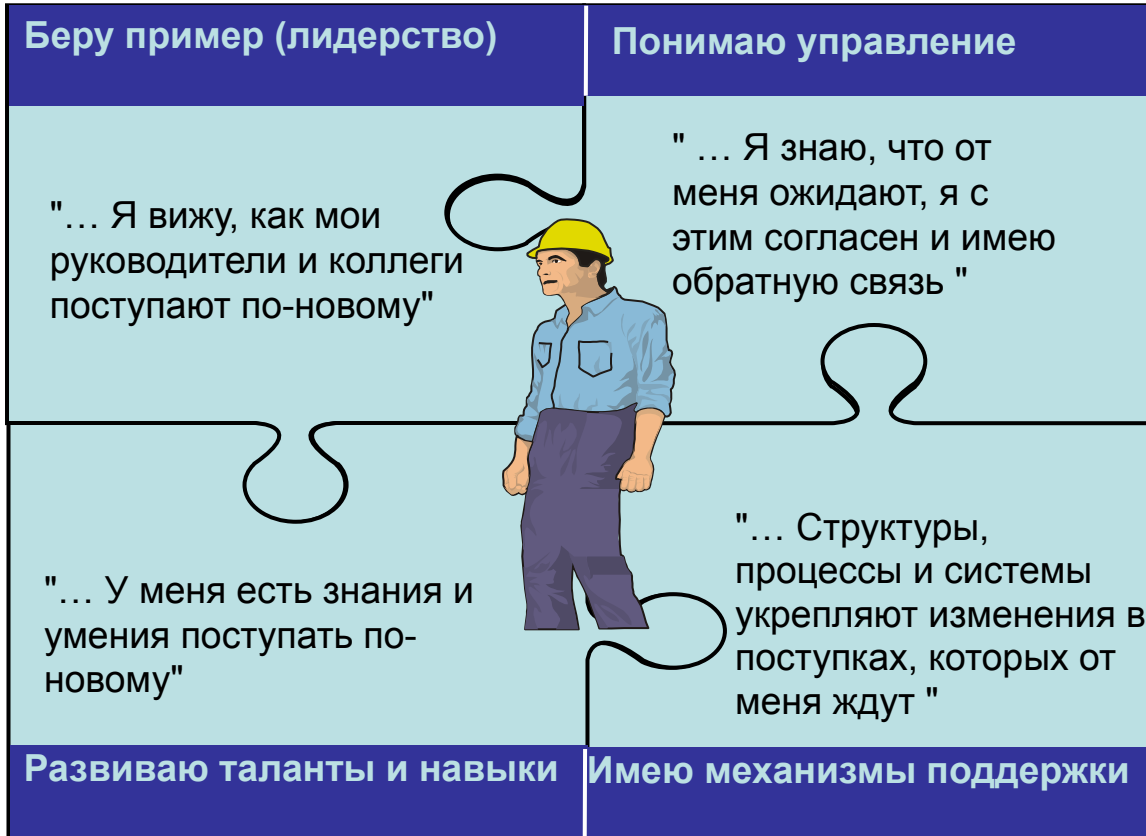 Беру пример (лидерство)
Понимаю управление
"… Я вижу, как мои
руководители и коллеги
поступают по-новому"
" … Я знаю, что от
меня ожидают, я с
этим согласен и имею
обратную связь "
"… У меня есть знания и
умения поступать по-
новому"
"… Структуры,
процессы и системы
укрепляют изменения в
поступках, которых от
меня ждут "
Развиваю таланты и навыки
Имею механизмы поддержки